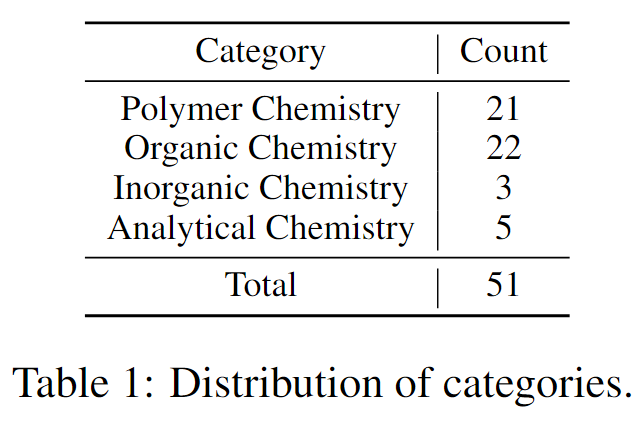 Category Count
Polymer Chemistry 21
Organic Chemistry 22
Inorganic Chemistry 3
Analytical Chemistry 5
Total 51
Table 1: Distribution of categories.